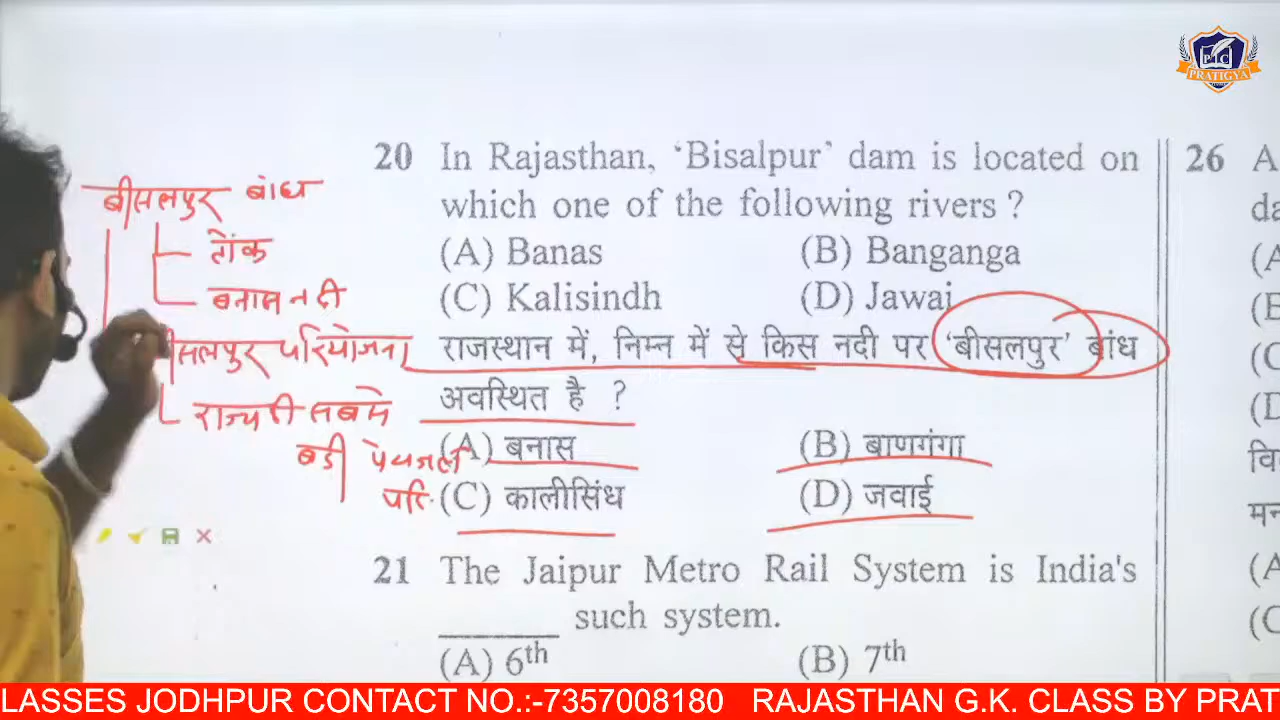 PTC
PRATIGYA
20 In Rajasthan, ‘Bisalpur’ dam is located on
which one of the following rivers ?
(A) Banas (B) Banganga
(C) Kalisindh (D) Jawai
राजस्थान में, निम्न में से किस नदी पर ‘बीसलपुर’ बांध
अवस्थित है ?
(A) बनास (B) बाणगंगा
(C) कालीसिंध (D) जवाई
21 The Jaipur Metro Rail System is India's
______ such system.
(A) 6th (B) 7th
26 A
da
(A
(E
(C
(D
वि
मन
(A
(C
बीसलपुर बांध
टोंक
बनास नदी
बीसलपुर परियोजना
राज्य की सबसे
बडी पेयजल
परि.
LASSES JODHPUR CONTACT NO.:-7357008180 RAJASTHAN G.K. CLASS BY PRAT